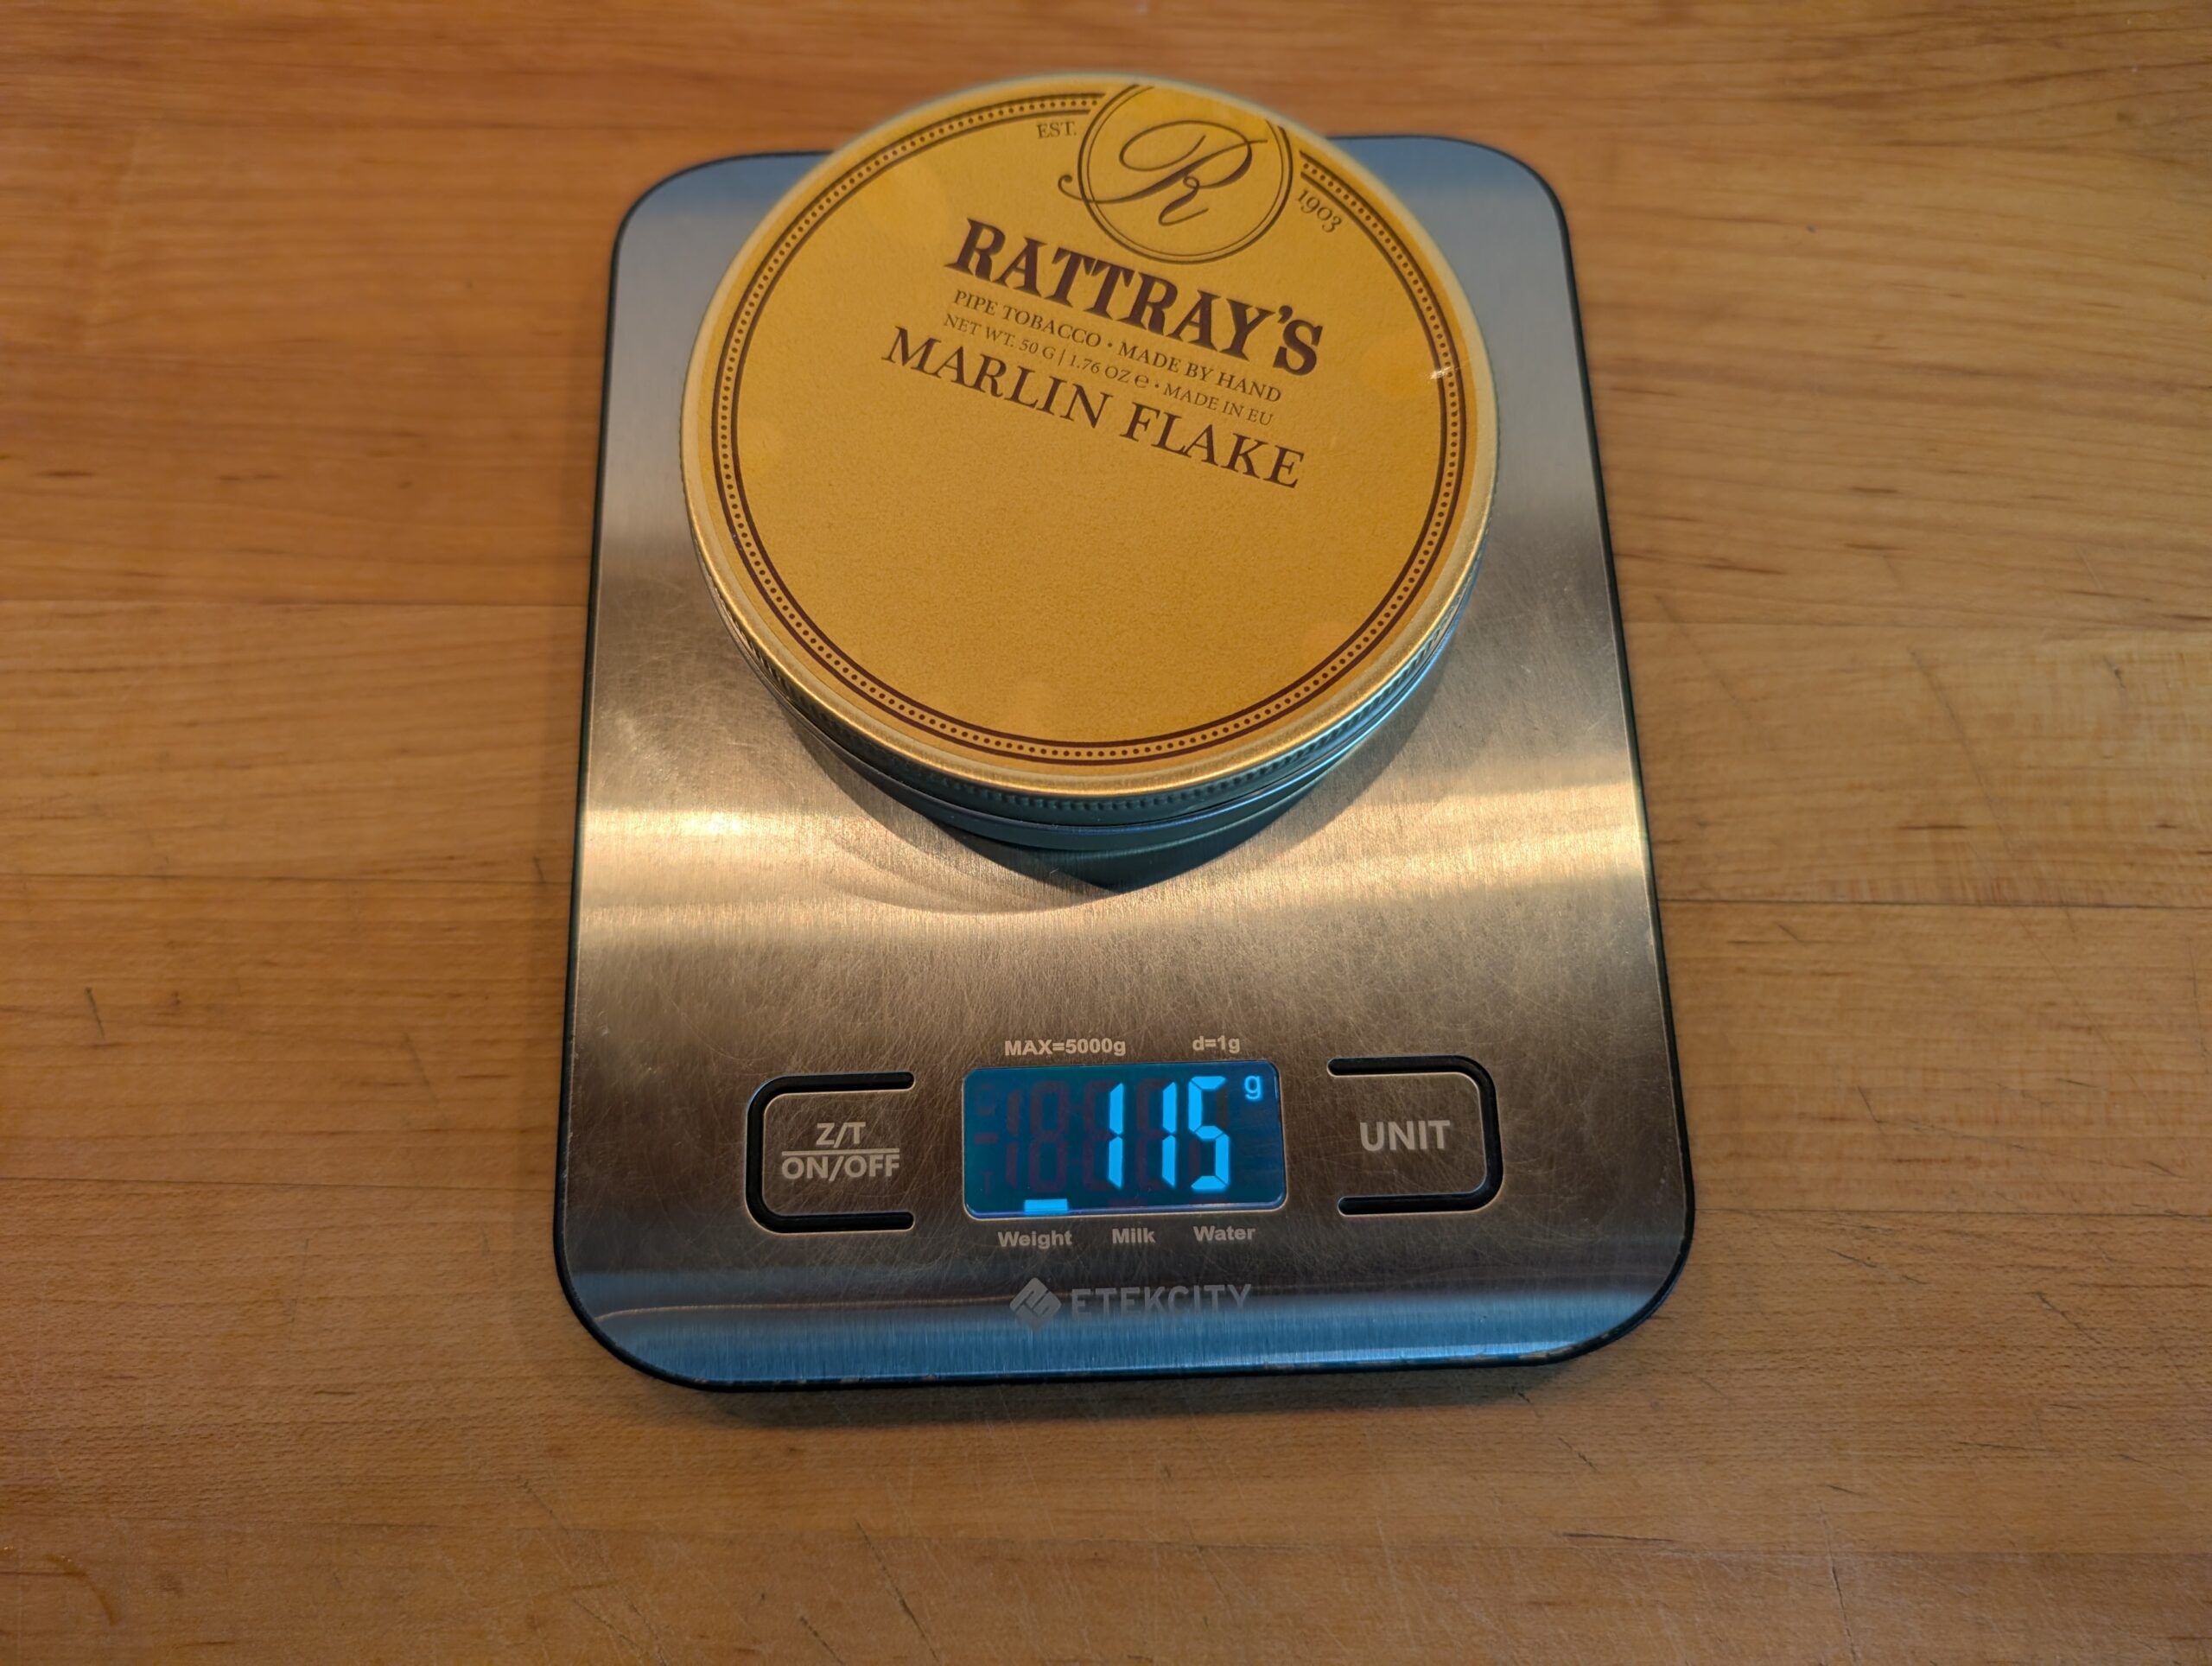 EST. R 1903
RATTRAY'S
PIPE TOBACCO • MADE BY HAND
NET WT. 50 G | 1.76 OZ ℮ • MADE IN EU
MARLIN FLAKE
MAX=5000g d=1g
Z/T
ON/OFF
115 g
UNIT
Weight Milk Water
ETEKCITY